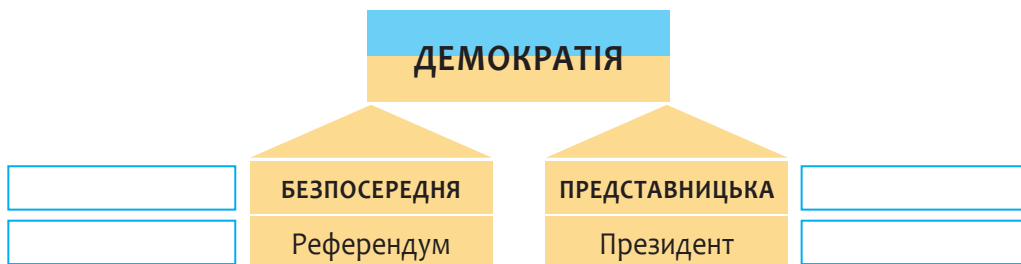 ДЕМОКРАТІЯ
БЕЗПОСЕРЕДНЯ
ПРЕДСТАВНИЦЬКА
Референдум
Президент